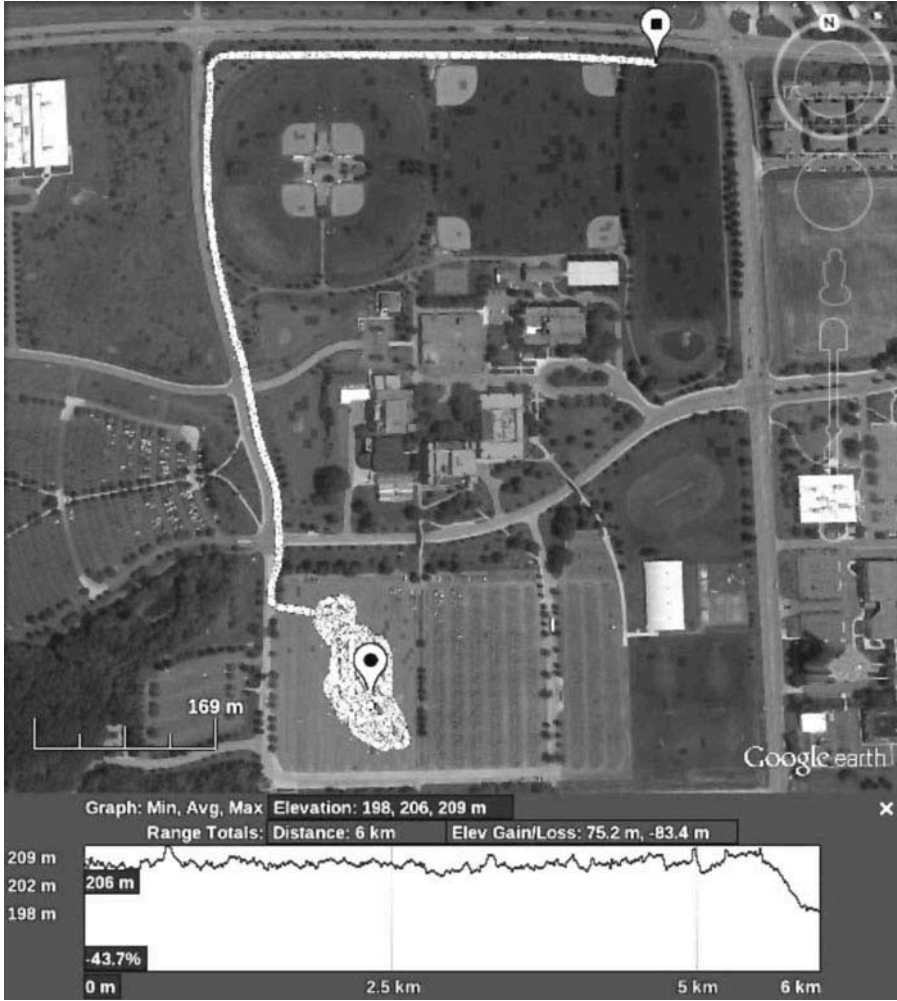 N
169 m
Google earth
Graph: Min, Avg, Max Elevation: 198, 206, 209 m
Range Totals: Distance: 6 km Elev Gain/Loss: 75.2 m, -83.4 m
209 m
206 m
202 m
198 m
-43.7%
0 m 2.5 km 5 km 6 km